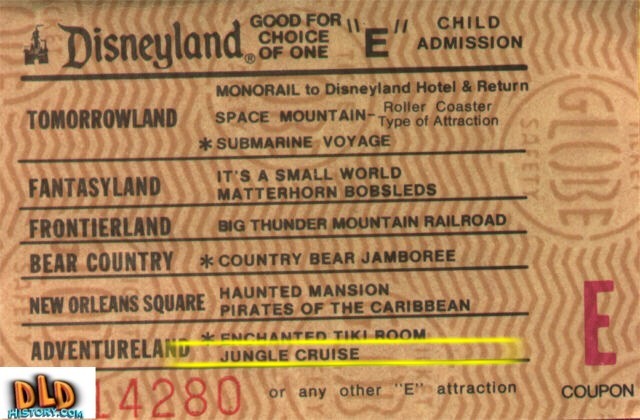 Disneyland® GOOD FOR CHOICE OF ONE "E" CHILD ADMISSION
TOMORROWLAND
MONORAIL to Disneyland Hotel & Return
SPACE MOUNTAIN- Roller Coaster Type of Attraction
* SUBMARINE VOYAGE
FANTASYLAND
IT'S A SMALL WORLD
MATTERHORN BOBSLEDS
FRONTIERLAND BIG THUNDER MOUNTAIN RAILROAD
BEAR COUNTRY * COUNTRY BEAR JAMBOREE
NEW ORLEANS SQUARE
HAUNTED MANSION
PIRATES OF THE CARIBBEAN
ADVENTURELAND
* ENCHANTED TIKI ROOM
JUNGLE CRUISE
14280 or any other "E" attraction
E
COUPON
GLOBE
SAFETY
DLD
HISTORY.COM